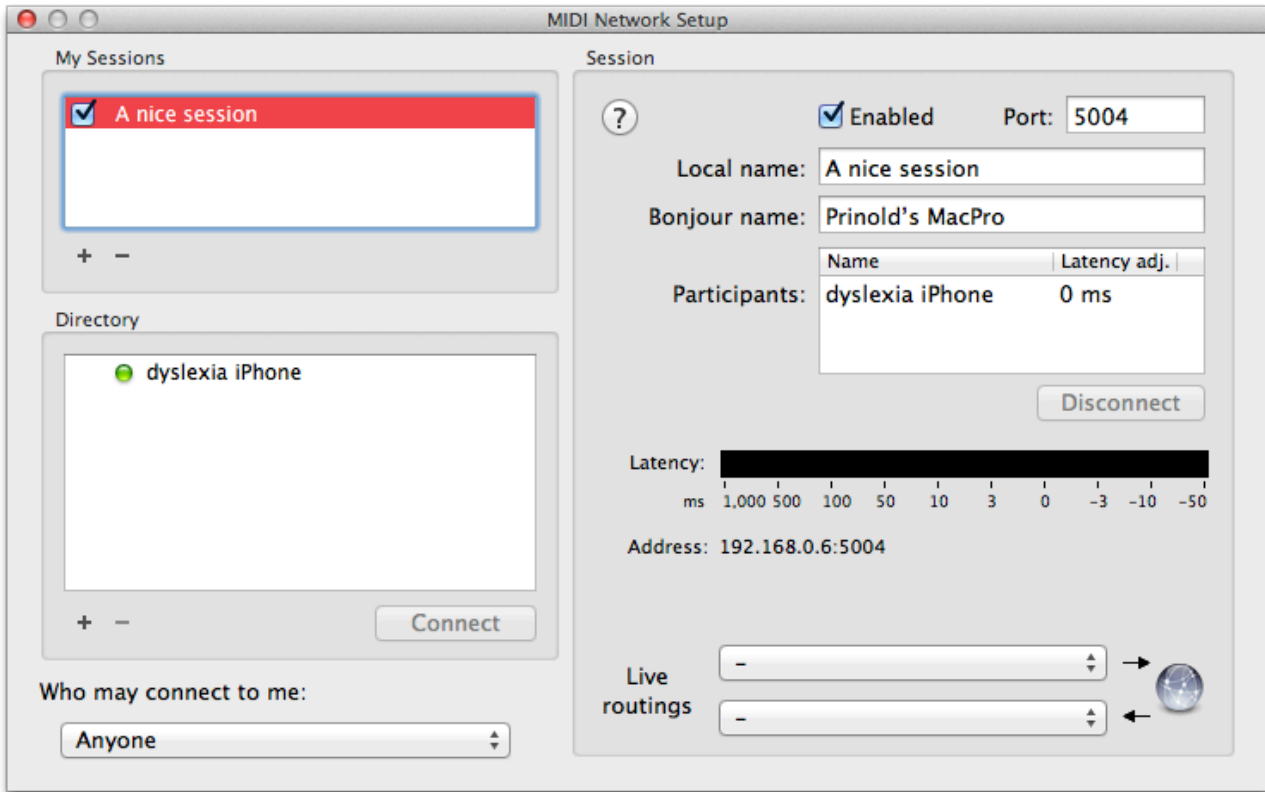 MIDI Network Setup
My Sessions
A nice session
+ −
Directory
dyslexia iPhone
+ −
Connect
Who may connect to me:
Anyone
Session
?
Enabled
Port: 5004
Local name: A nice session
Bonjour name: Prinold’s MacPro
Name Latency adj.
Participants: dyslexia iPhone 0 ms
Disconnect
Latency:
ms 1,000 500 100 50 10 3 0 −3 −10 −50
Address: 192.168.0.6:5004
Live
routings
–
–